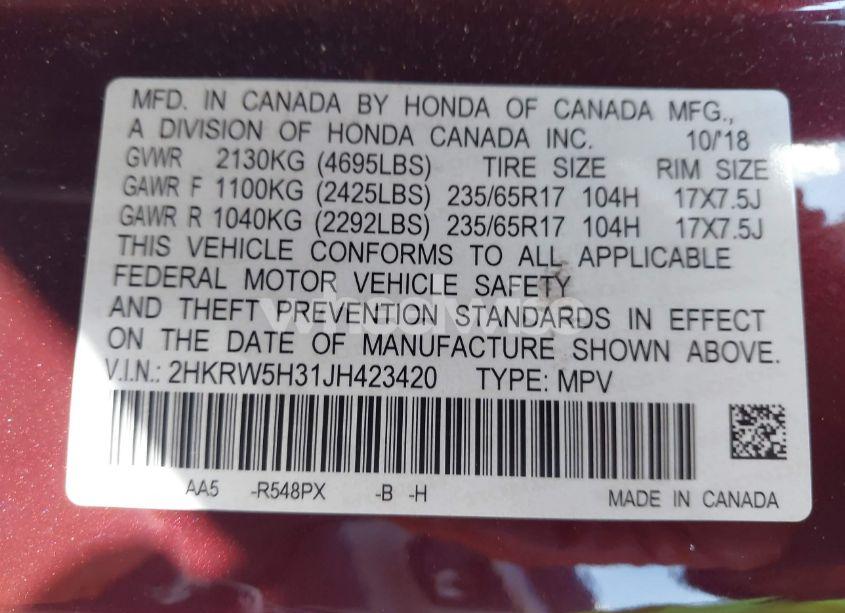 MFD. IN CANADA BY HONDA OF CANADA MFG.,
A DIVISION OF HONDA CANADA INC. 10/'18
GVWR 2130KG (4695LBS) TIRE SIZE RIM SIZE
GAWR F 1100KG (2425LBS) 235/65R17 104H 17X7.5J
GAWR R 1040KG (2292LBS) 235/65R17 104H 17X7.5J
THIS VEHICLE CONFORMS TO ALL APPLICABLE
FEDERAL MOTOR VEHICLE SAFETY
AND THEFT PREVENTION STANDARDS IN EFFECT
ON THE DATE OF MANUFACTURE SHOWN ABOVE.
V.I.N.: 2HKRW5H31JH423420 TYPE: MPV
AA5 -R548PX -B -H MADE IN CANADA